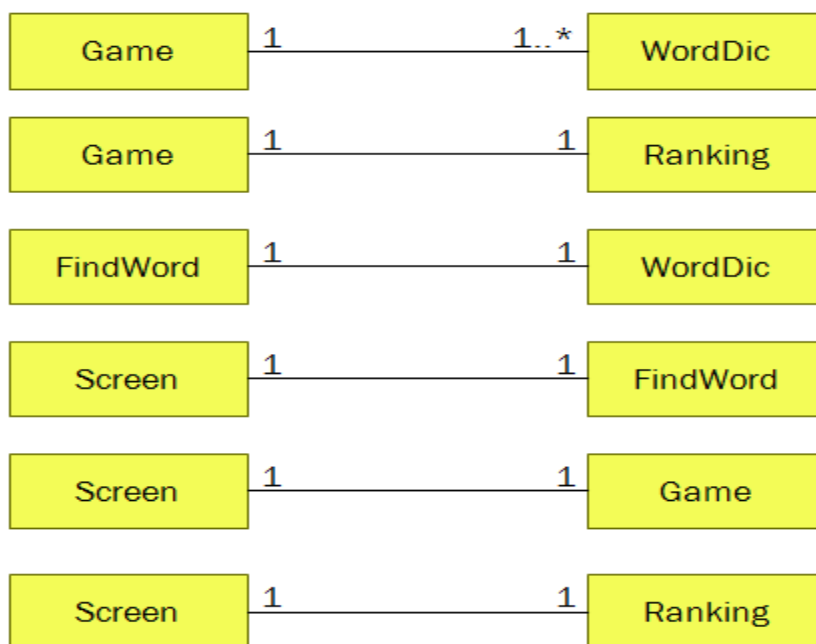 Game 1 1..* WordDic
Game 1 1 Ranking
FindWord 1 1 WordDic
Screen 1 1 FindWord
Screen 1 1 Game
Screen 1 1 Ranking